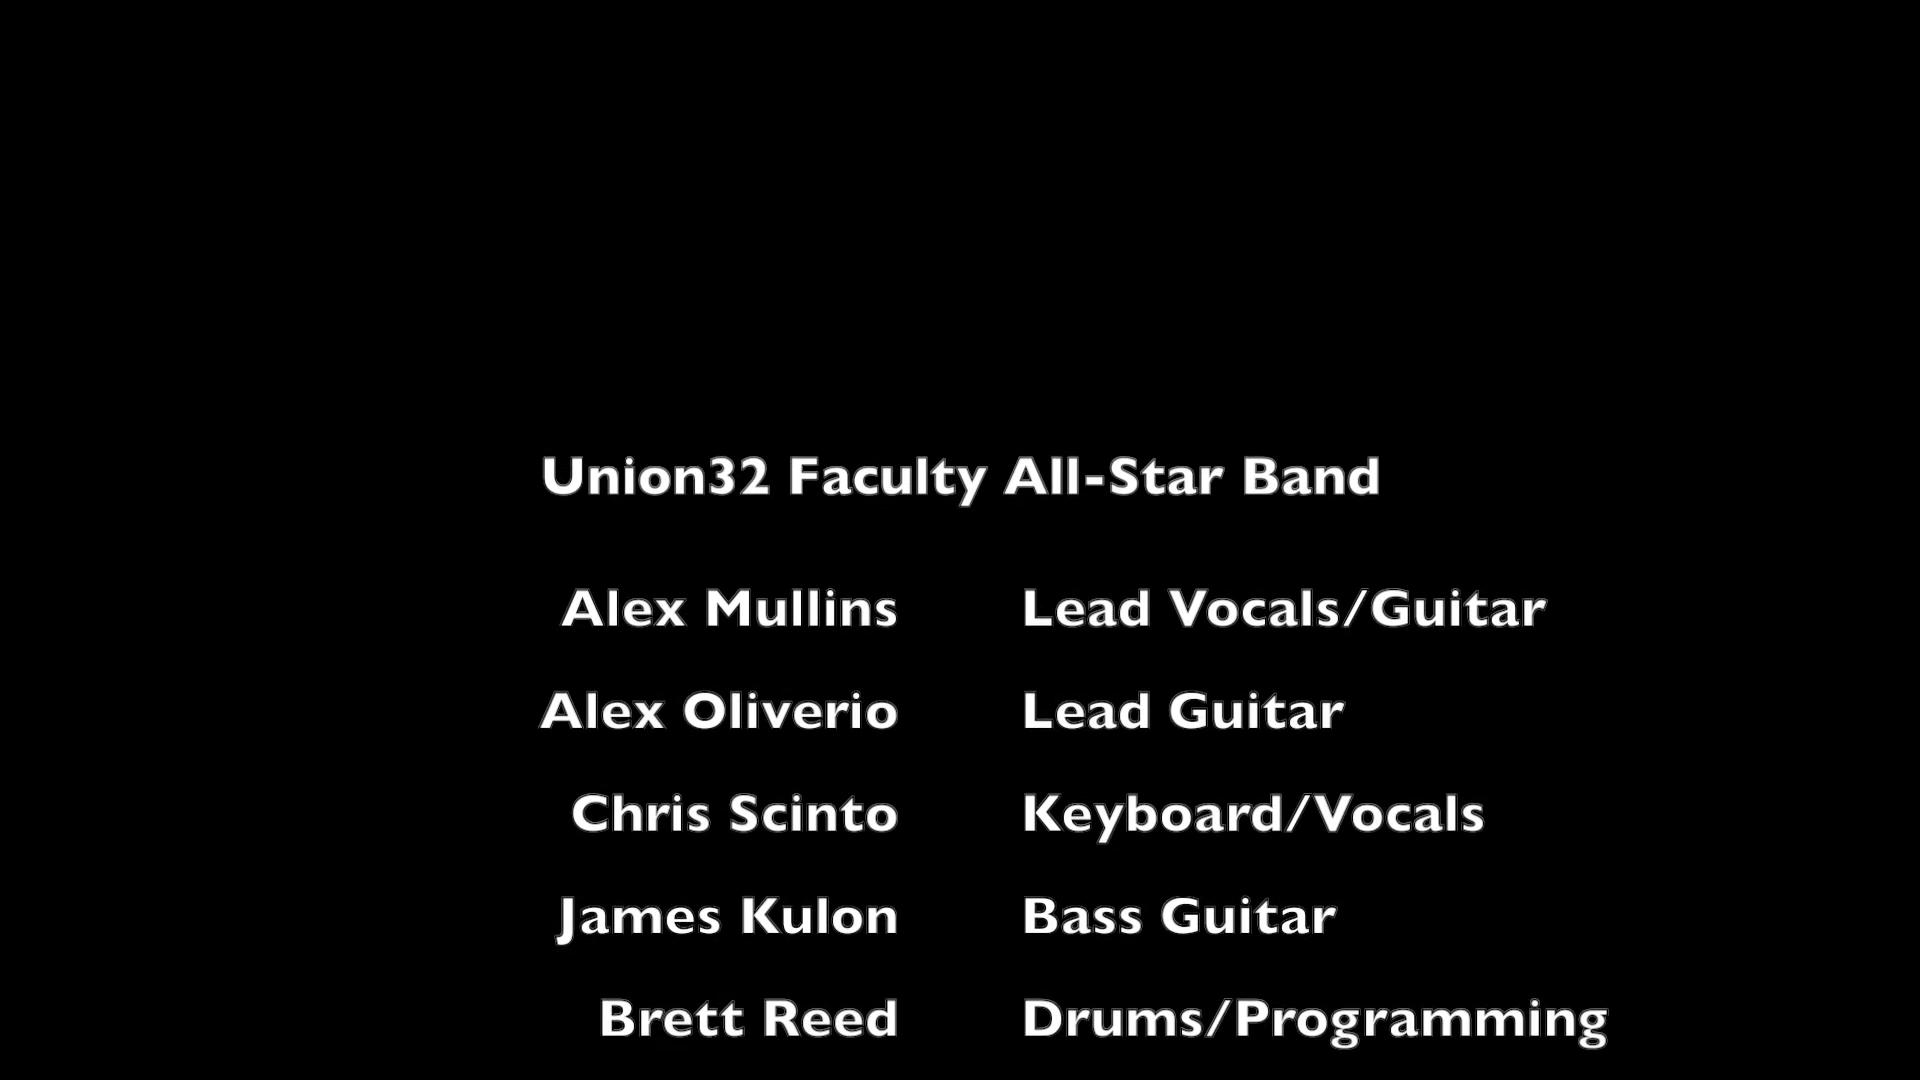 Union32 Faculty All-Star Band
Alex Mullins Lead Vocals/Guitar
Alex Oliverio Lead Guitar
Chris Scinto Keyboard/Vocals
James Kulon Bass Guitar
Brett Reed Drums/Programming